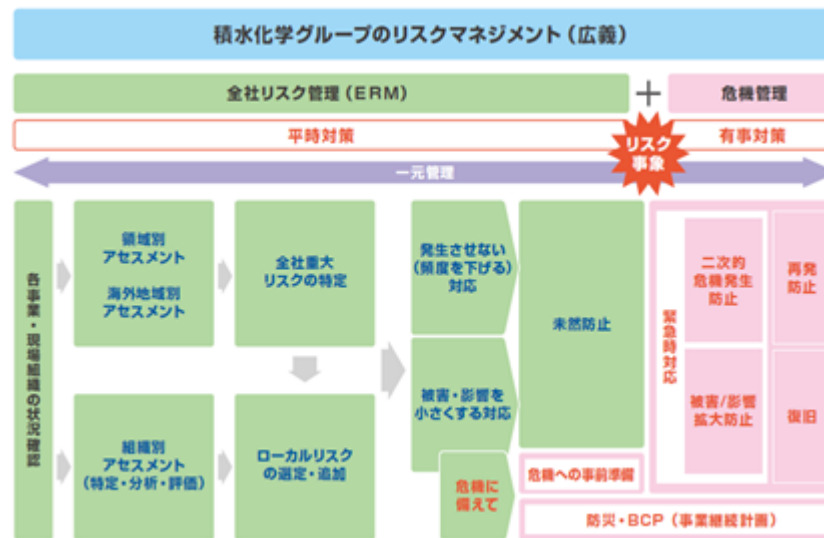 積水化学グループのリスクマネジメント（広義）
全社リスク管理（ERM）
＋
危機管理
平時対策
リスク
事象
有事対策
一元管理
各事業・現場組織の状況確認
領域別
アセスメント
海外地域別
アセスメント
全社重大
リスクの特定
組織別
アセスメント
（特定・分析・評価）
ローカルリスク
の選定・追加
発生させない
（頻度を下げる）
対応
被害・影響を
小さくする対応
危機に
備えて
未然防止
危機への事前準備
緊急時対応
二次的
危機発生
防止
被害/影響
拡大防止
再発
防止
復旧
防災・BCP（事業継続計画）